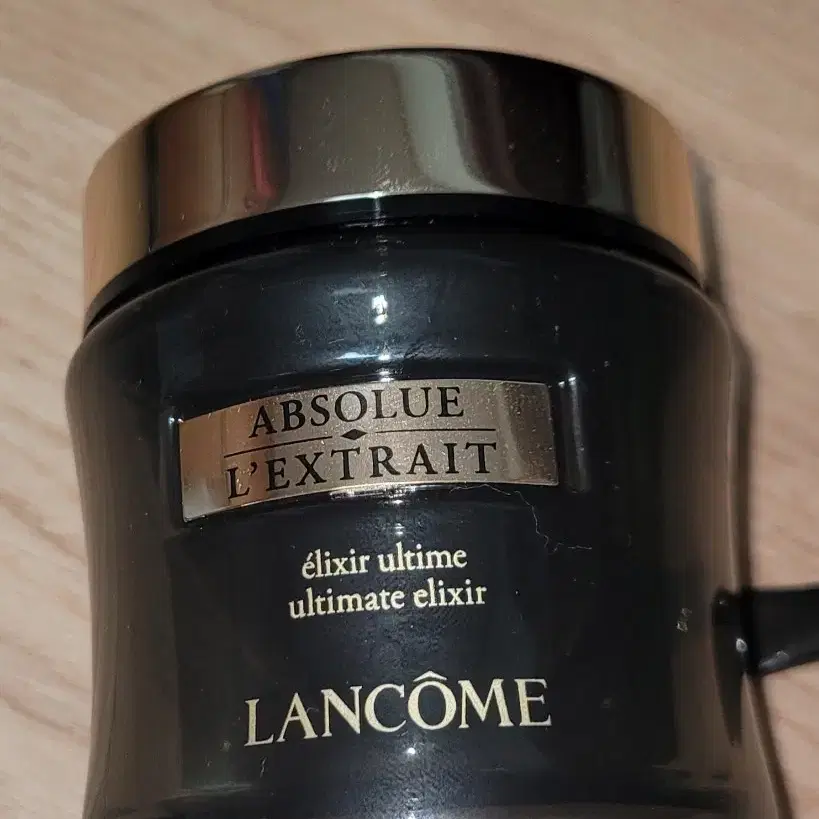 ABSOLUE
L'EXTRAIT
élixir ultime
ultimate elixir
LANCÔME